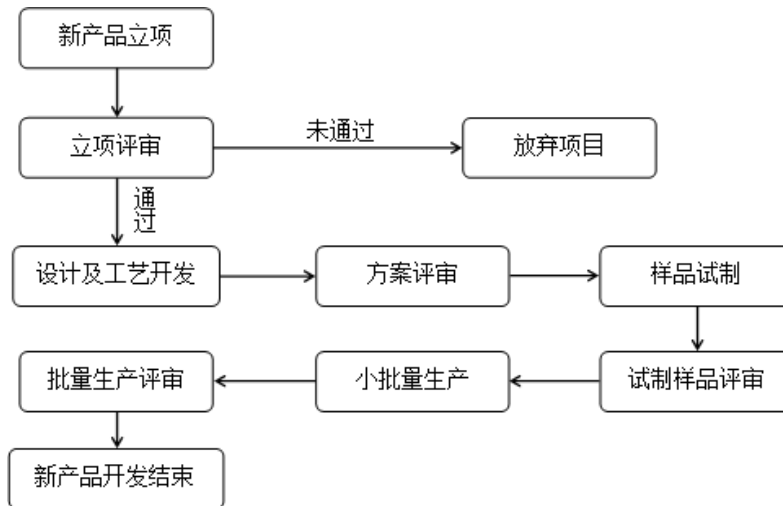 新产品立项
立项评审
未通过
放弃项目
通过
设计及工艺开发
方案评审
样品试制
批量生产评审
小批量生产
试制样品评审
新产品开发结束